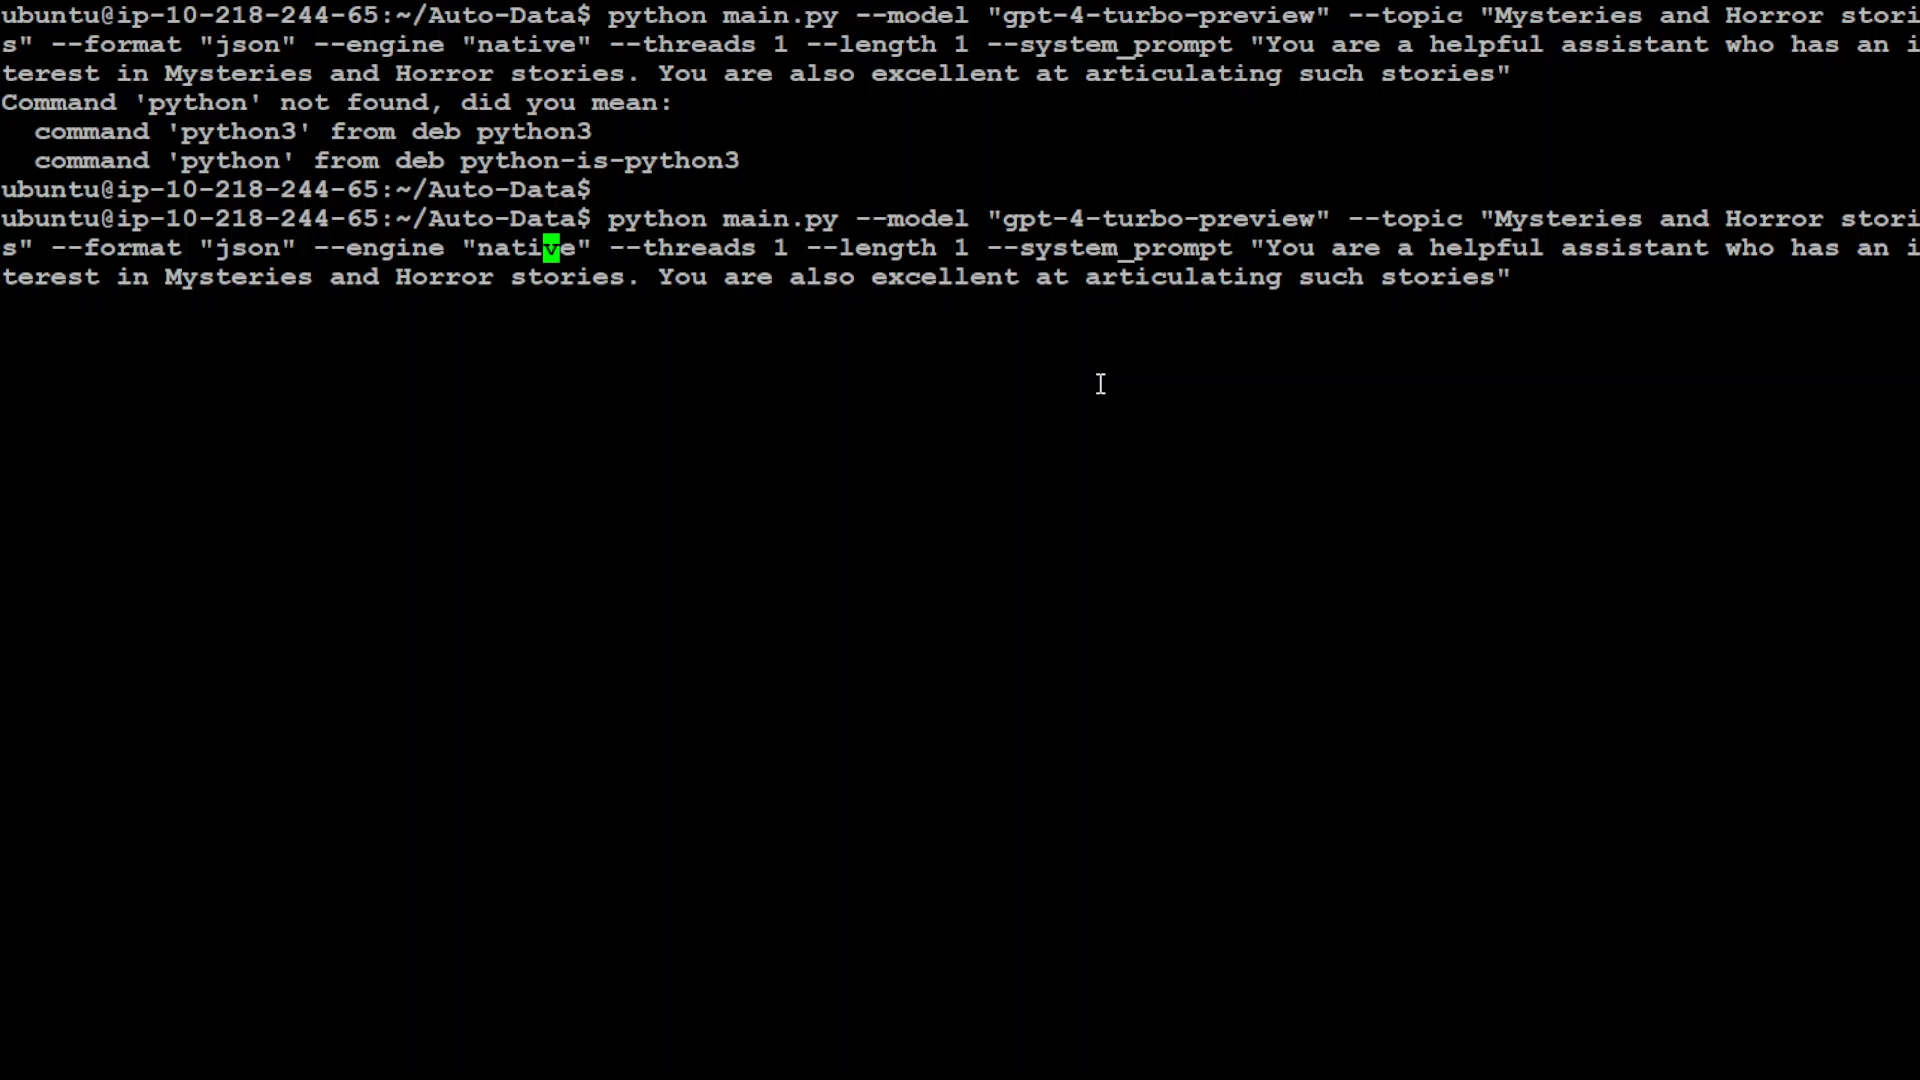 ubuntu@ip-10-218-244-65:~/Auto-Data$ python main.py --model "gpt-4-turbo-preview" --topic "Mysteries and Horror stori
s" --format "json" --engine "native" --threads 1 --length 1 --system_prompt "You are a helpful assistant who has an i
terest in Mysteries and Horror stories. You are also excellent at articulating such stories"
Command 'python' not found, did you mean:
  command 'python3' from deb python3
  command 'python' from deb python-is-python3
ubuntu@ip-10-218-244-65:~/Auto-Data$
ubuntu@ip-10-218-244-65:~/Auto-Data$ python main.py --model "gpt-4-turbo-preview" --topic "Mysteries and Horror stori
s" --format "json" --engine "native" --threads 1 --length 1 --system_prompt "You are a helpful assistant who has an i
terest in Mysteries and Horror stories. You are also excellent at articulating such stories"